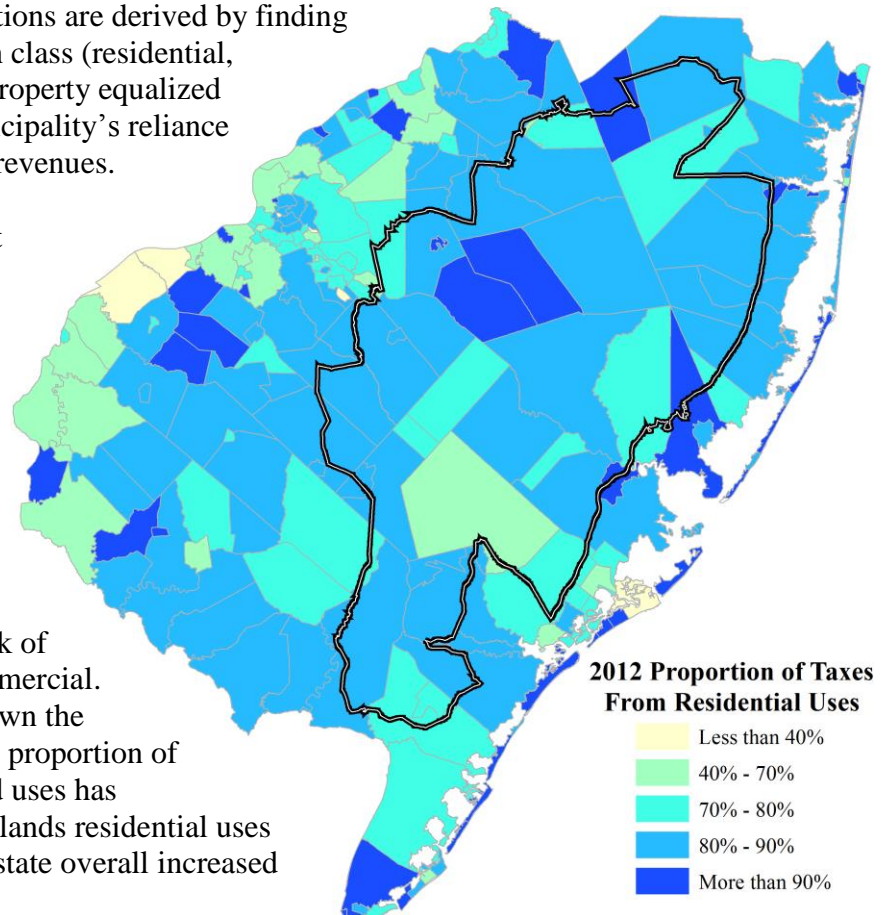 tions are derived by finding
class (residential,
roperty equalized
cipality’s reliance
revenues.
t
k of
mercial.
wn the
proportion of
d uses has
lands residential uses
state overall increased
2012 Proportion of Taxes
From Residential Uses
Less than 40%
40% - 70%
70% - 80%
80% - 90%
More than 90%